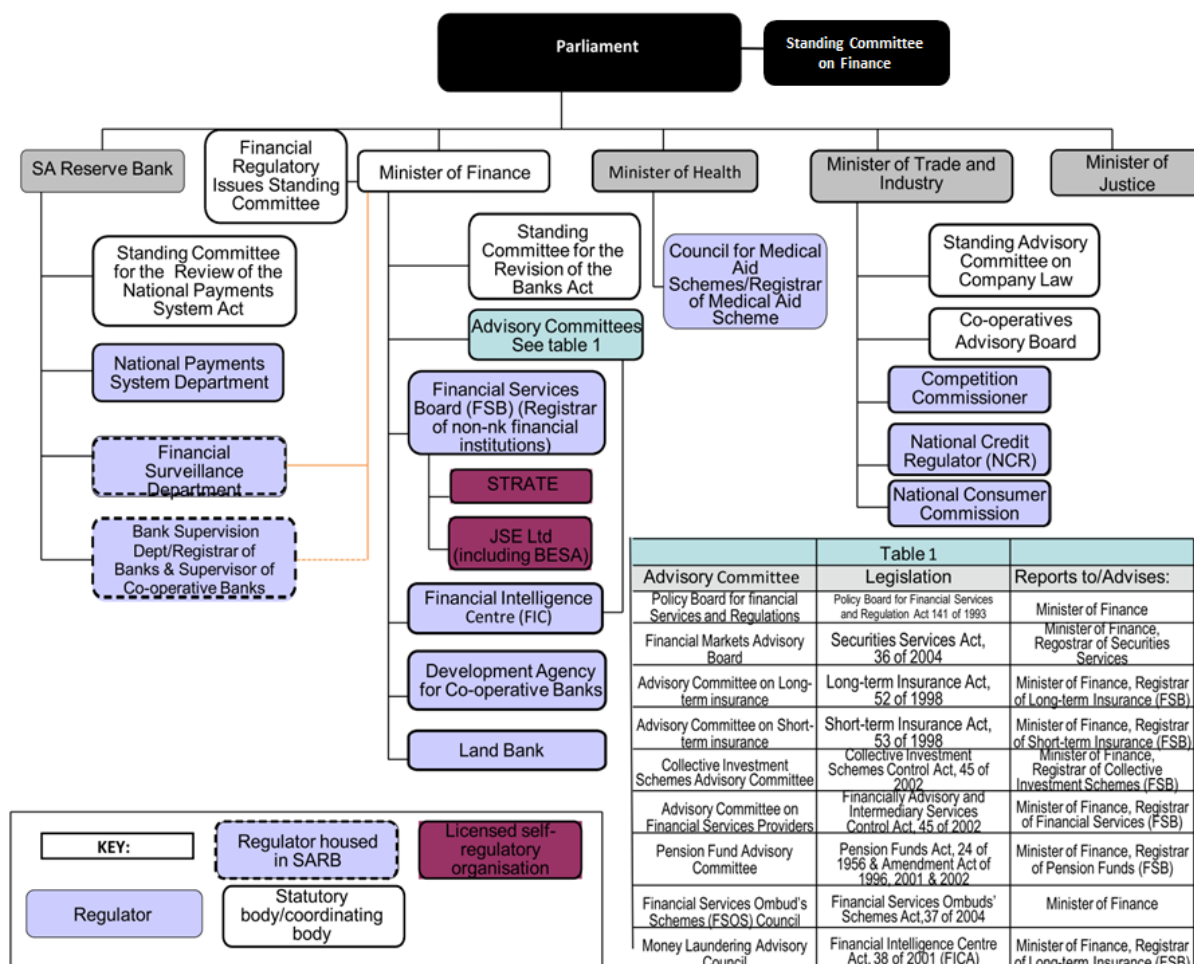 Parliament
Standing Committee
on Finance
SA Reserve Bank
Financial
Regulatory
Issues Standing
Committee
Minister of Finance
Minister of Health
Minister of Trade and
Industry
Minister of
Justice
Standing Committee
for the Review of the
National Payments
System Act
National Payments
System Department
Financial
Surveillance
Department
Bank Supervision
Dept/Registrar of
Banks & Supervisor of
Co-operative Banks
Standing
Committee for the
Revision of the
Banks Act
Advisory Committees
See table 1
Financial Services
Board (FSB) (Registrar
of non-nk financial
institutions)
STRATE
JSE Ltd
(including BESA)
Financial Intelligence
Centre (FIC)
Development Agency
for Co-operative Banks
Land Bank
Council for Medical
Aid
Schemes/Registrar
of Medical Aid
Scheme
Standing Advisory
Committee on
Company Law
Co-operatives
Advisory Board
Competition
Commissioner
National Credit
Regulator (NCR)
National Consumer
Commission
Table 1
Advisory Committee
Legislation
Reports to/Advises:
Policy Board for financial
Services and Regulations
Policy Board for Financial Services
and Regulation Act 141 of 1993
Minister of Finance
Financial Markets Advisory
Board
Securities Services Act,
36 of 2004
Minister of Finance,
Regostrar of Securities
Services
Advisory Committee on Long-
term insurance
Long-term Insurance Act,
52 of 1998
Minister of Finance, Registrar
of Long-term Insurance (FSB)
Advisory Committee on Short-
term insurance
Short-term Insurance Act,
53 of 1998
Minister of Finance, Registrar
of Short-term Insurance (FSB)
Collective Investment
Schemes Advisory Committee
Collective Investment
Schemes Control Act, 45 of
2002
Minister of Finance,
Registrar of Collective
Investment Schemes (FSB)
Advisory Committee on
Financial Services Providers
Financially Advisory and
Intermediary Services
Control Act, 45 of 2002
Minister of Finance, Registrar
of Financial Services (FSB)
Pension Fund Advisory
Committee
Pension Funds Act, 24 of
1956 & Amendment Act of
1996, 2001 & 2002
Minister of Finance, Registrar
of Pension Funds (FSB)
Financial Services Ombud's
Schemes (FSOS) Council
Financial Services Ombuds'
Schemes Act,37 of 2004
Minister of Finance
Money Laundering Advisory
Council
Financial Intelligence Centre
Act, 38 of 2001 (FICA)
Minister of Finance, Registrar
of Long-term Insurance (FSB)
KEY:
Regulator housed
in SARB
Licensed self-
regulatory
organisation
Regulator
Statutory
body/coordinating
body